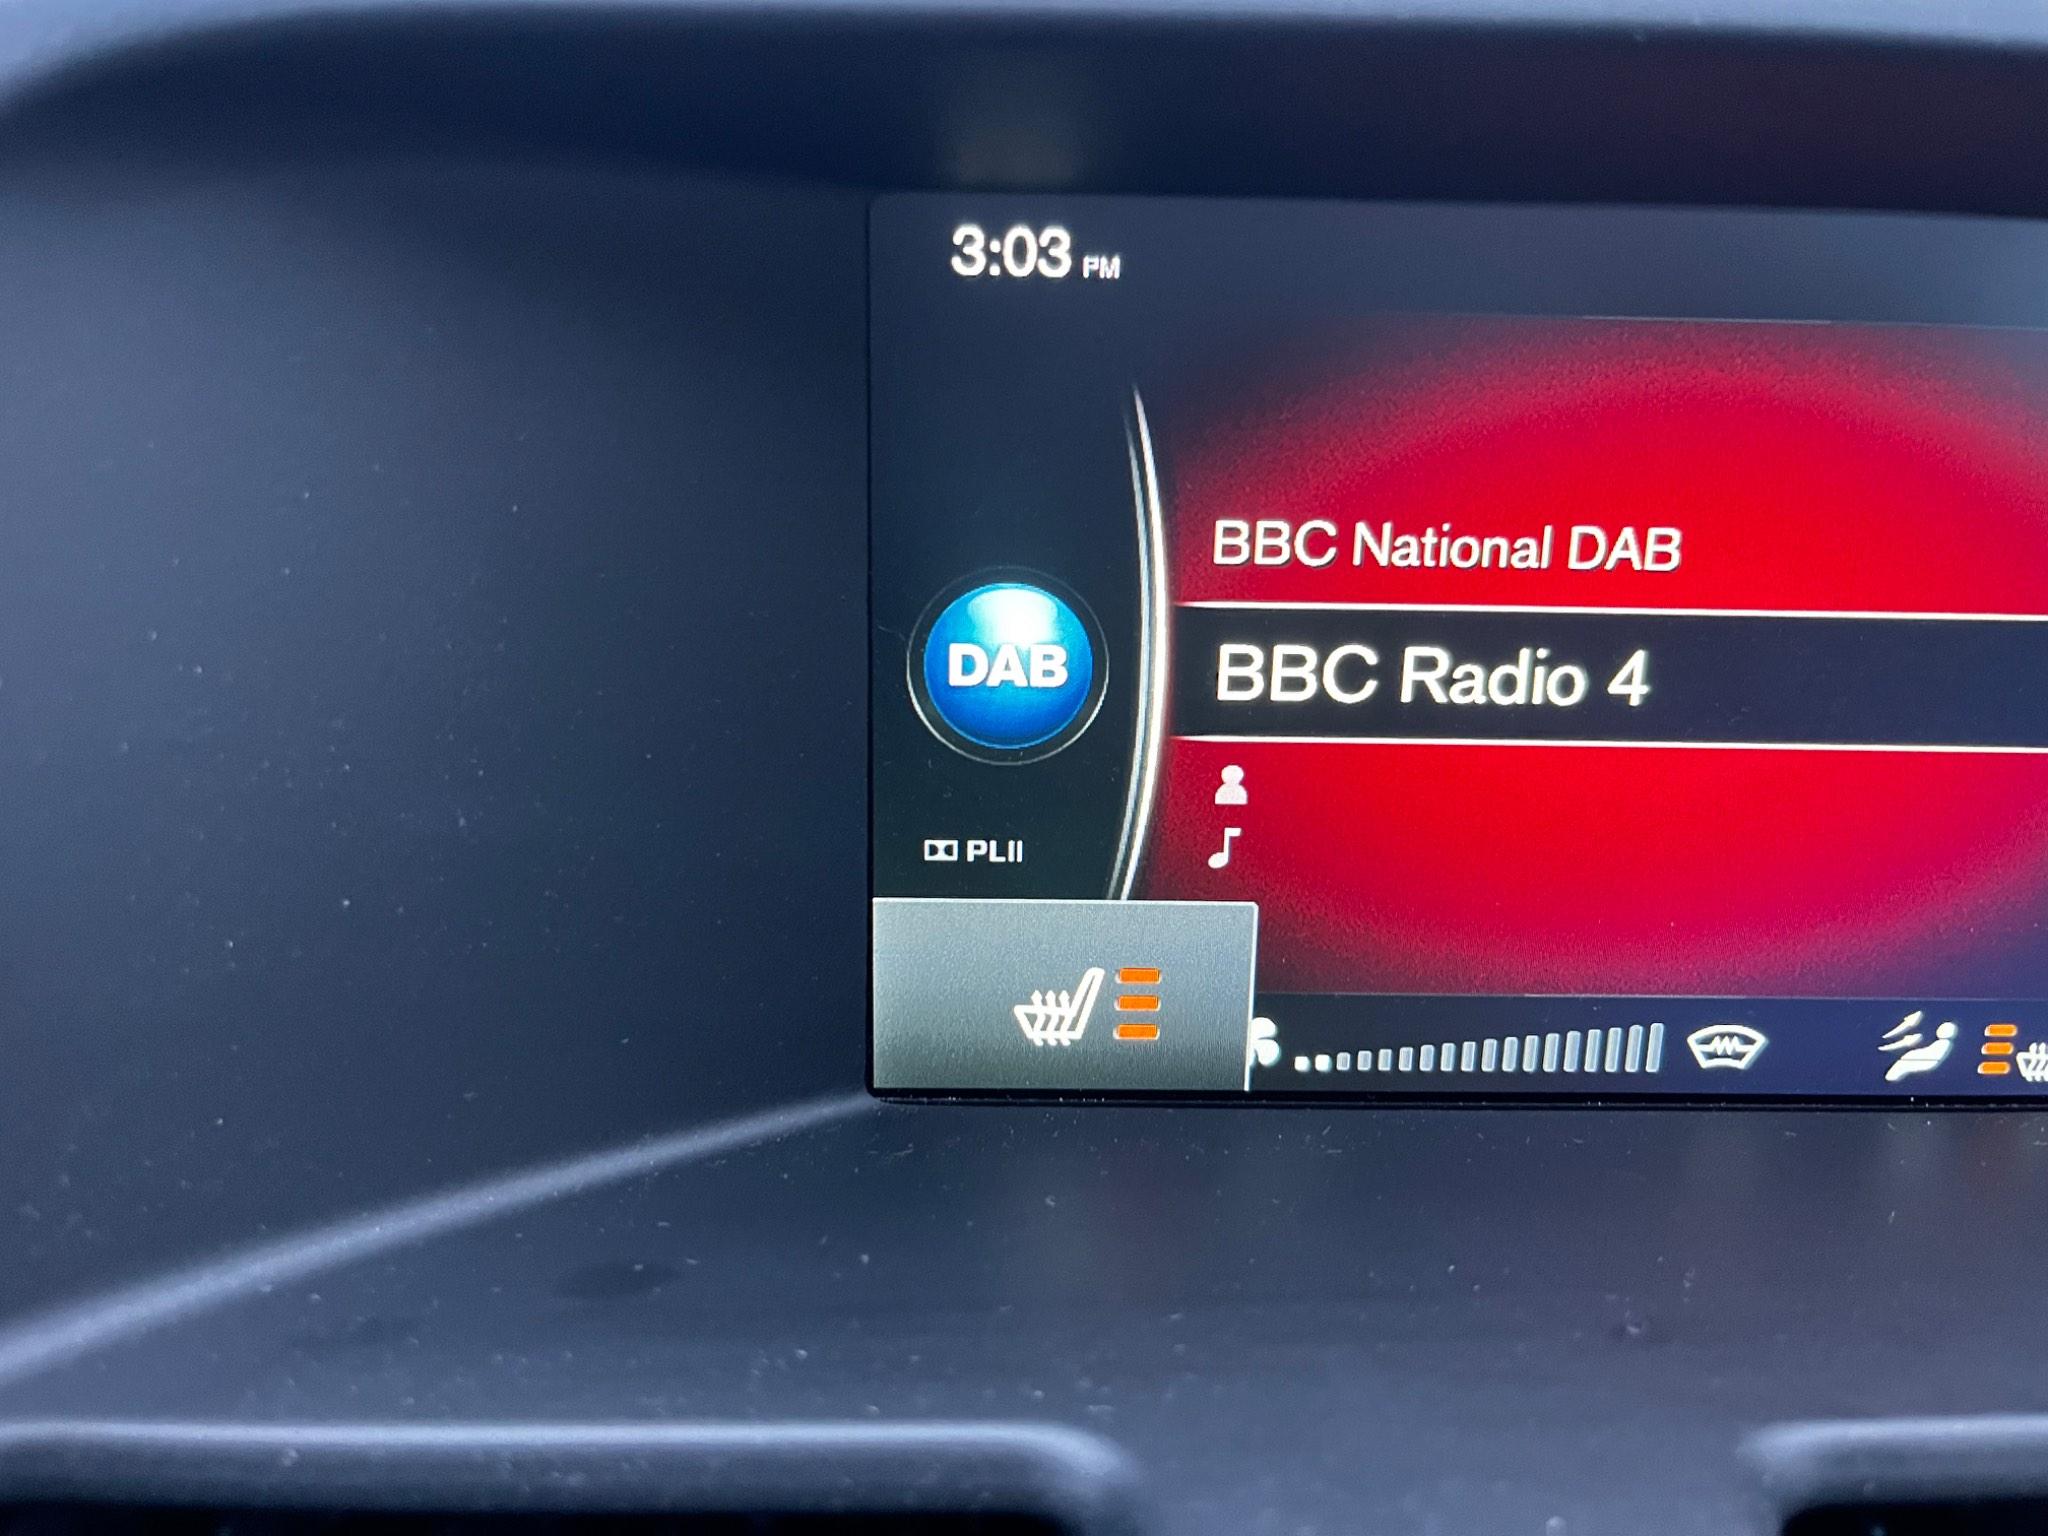 3:03 PM
BBC National DAB
DAB
BBC Radio 4
PLII